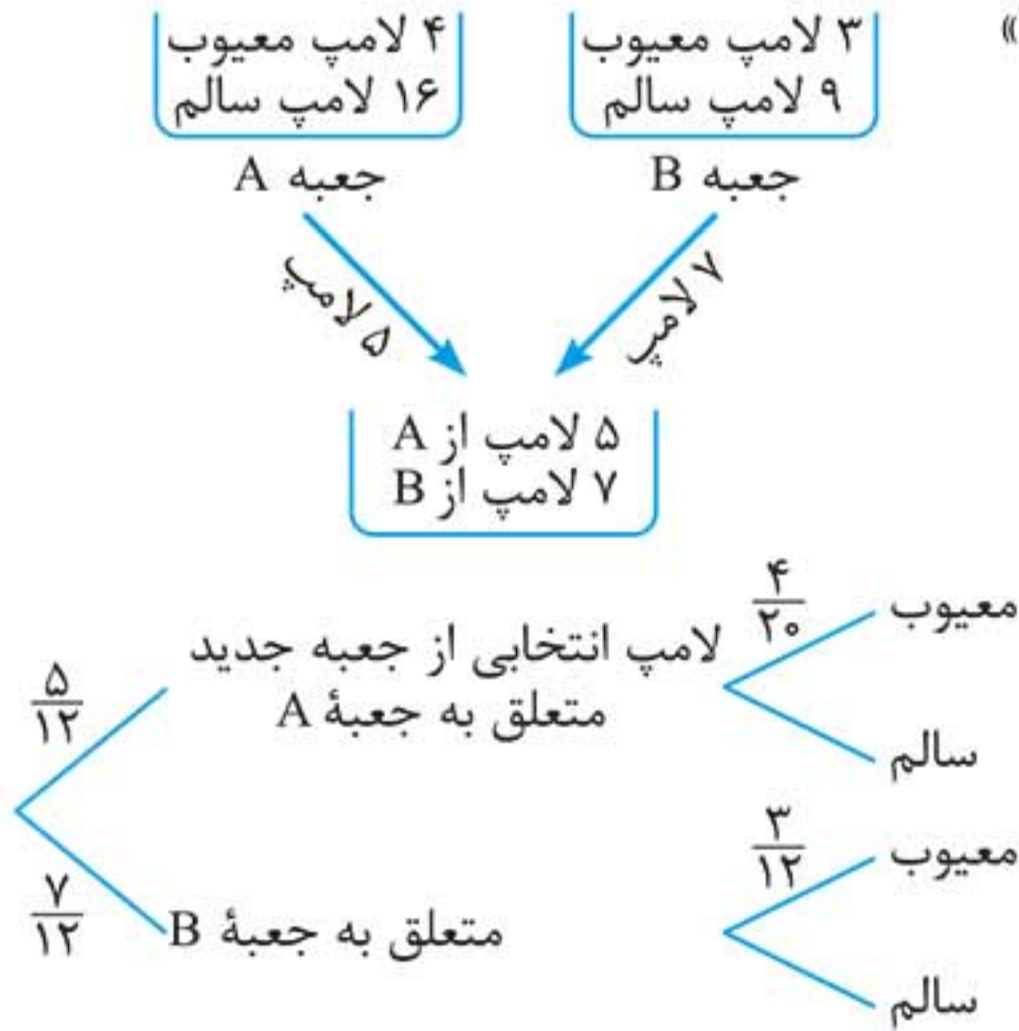 »
۳ لامپ معیوب
۹ لامپ سالم
جعبه B
۴ لامپ معیوب
۱۶ لامپ سالم
جعبه A
۷ لامپ
۵ لامپ
۵ لامپ از A
۷ لامپ از B
۵/۱۲
لامپ انتخابی از جعبه جدید
متعلق به جعبهٔ A
۴/۲۰
معیوب
سالم
۷/۱۲
متعلق به جعبهٔ B
۳/۱۲
معیوب
سالم